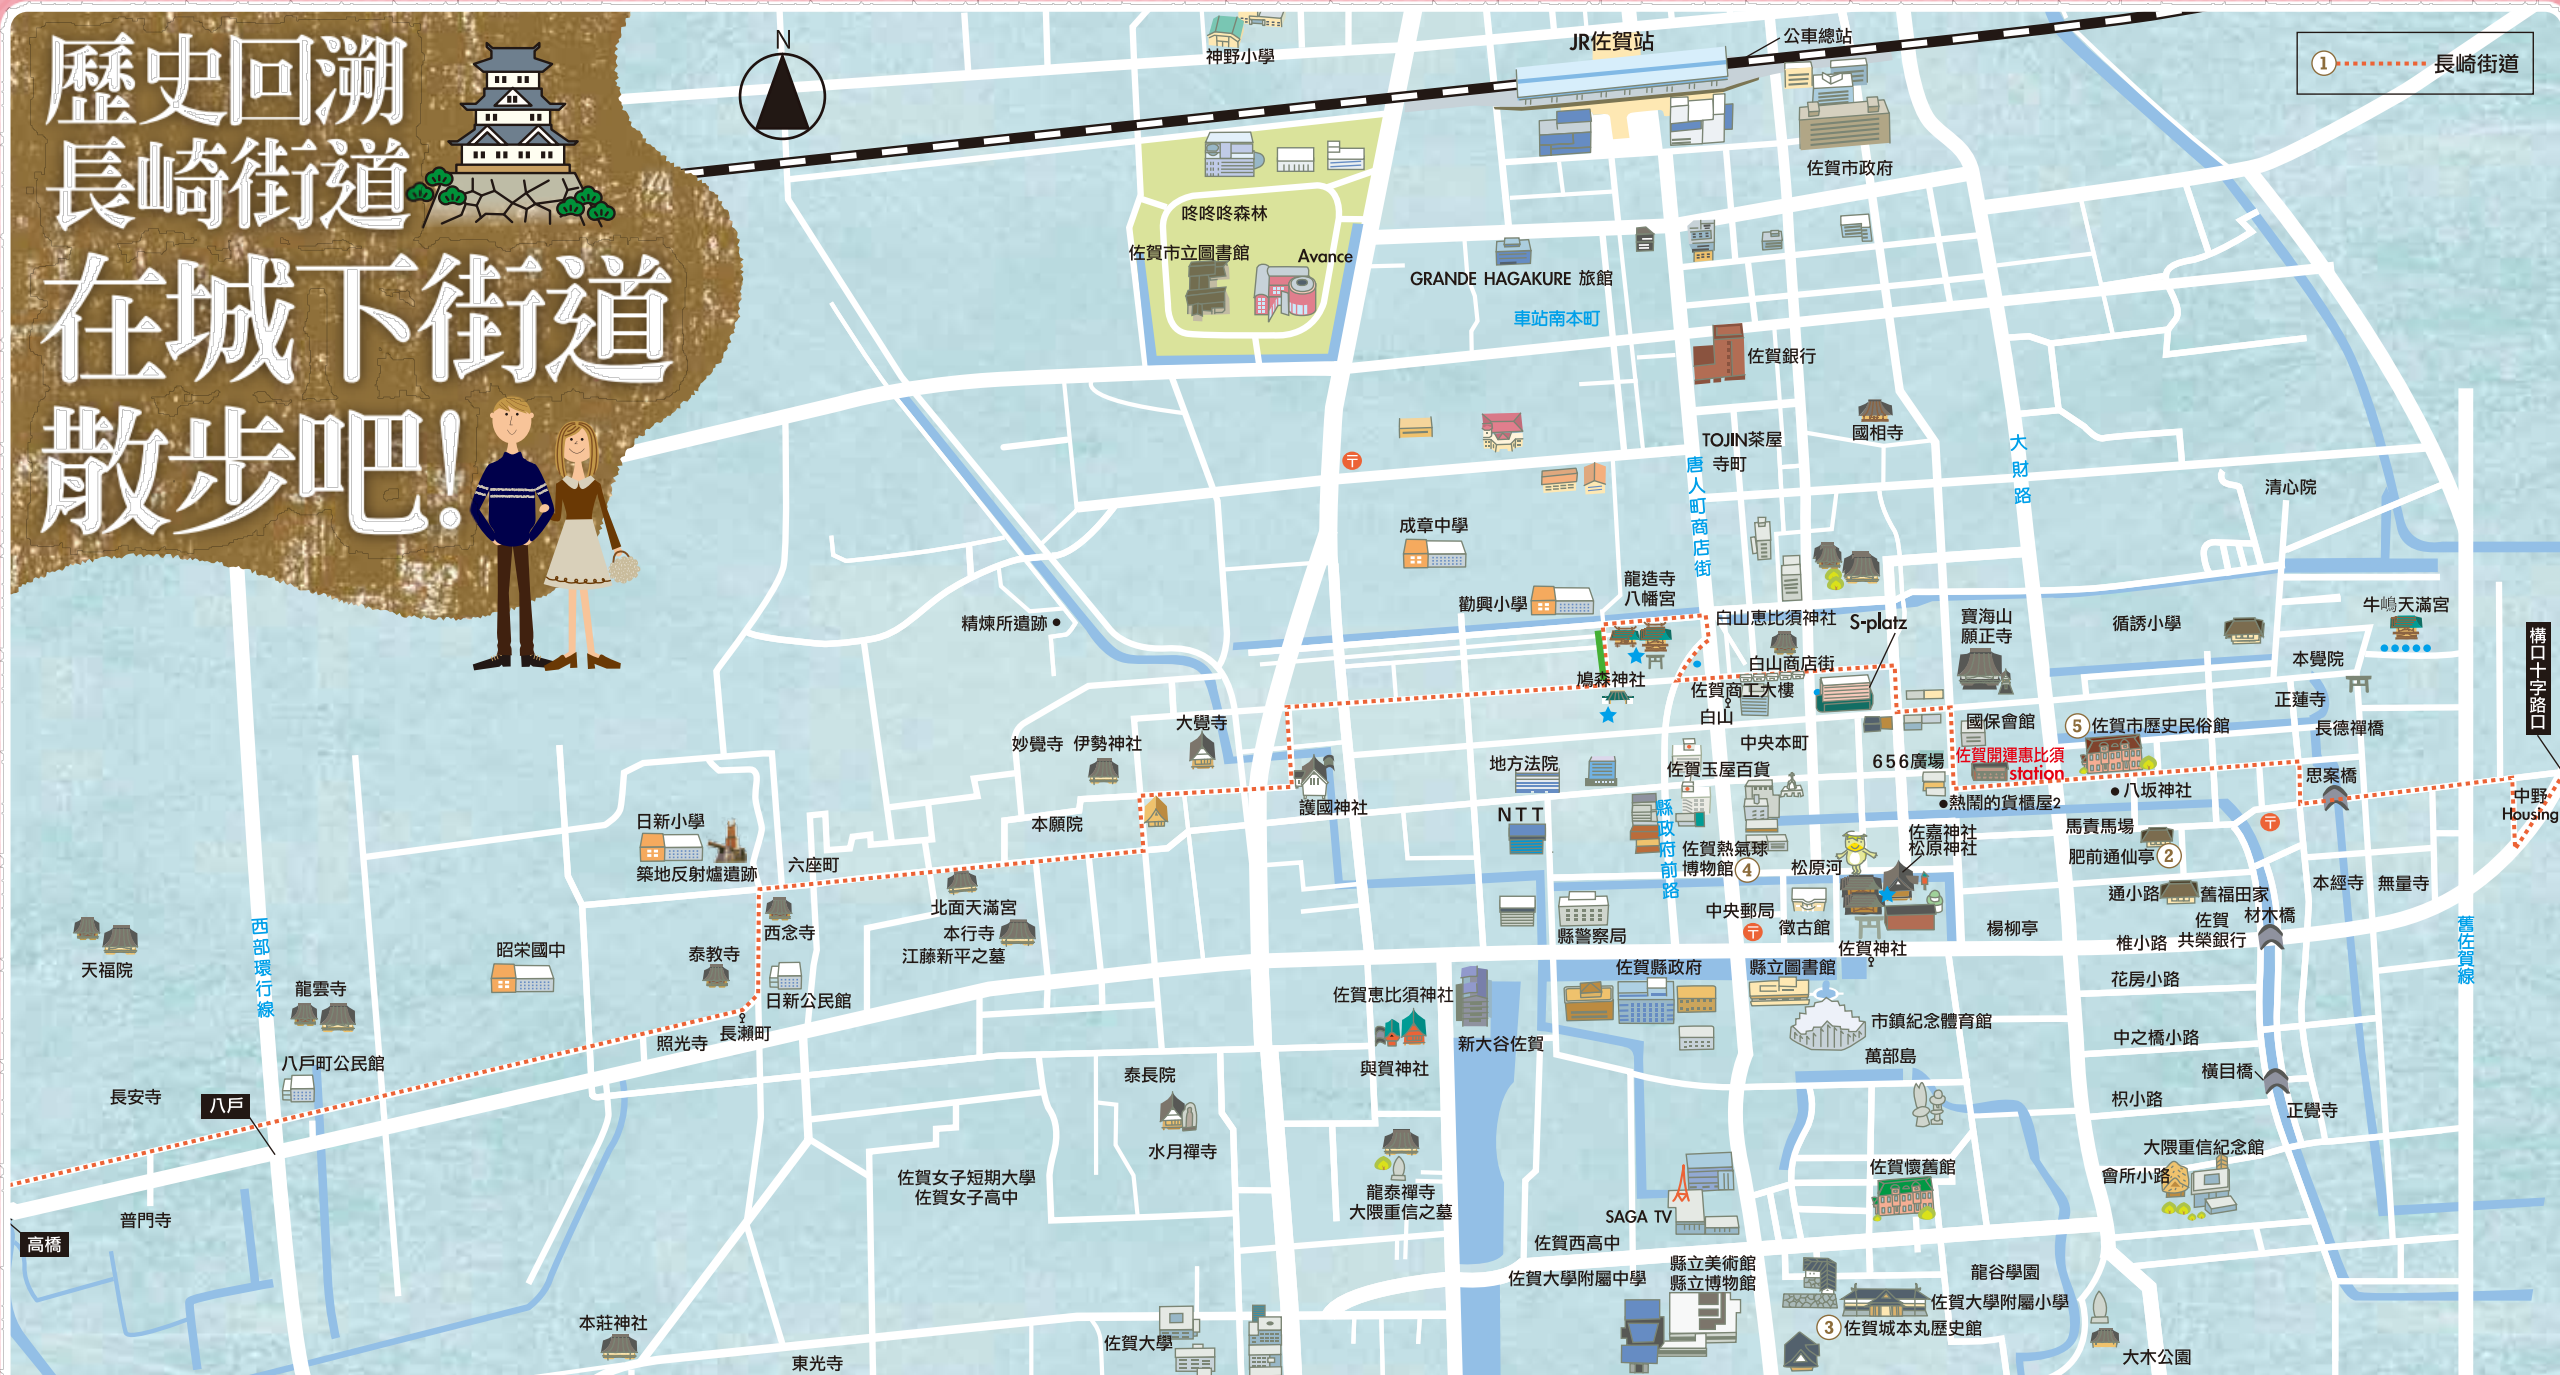 歷史回溯
長崎街道
在城下街道
散步吧!
N
神野小學
JR佐賀站
公車總站
① 長崎街道
佐賀市政府
咚咚咚森林
佐賀市立圖書館
Avance
GRANDE HAGAKURE 旅館
車站南本町
佐賀銀行
TOJIN茶屋
寺町
國相寺
大財路
唐人町商店街
清心院
成章中學
勸興小學
龍造寺
八幡宮
白山惠比須神社
S-platz
寶海山
願正寺
循誘小學
牛嶋天滿宮
本覺院
構口十字路口
精煉所遺跡
鳩森神社
白山商店街
佐賀商工大樓
白山
國保會館
⑤ 佐賀市歷史民俗館
正蓮寺
長德禪橋
大覺寺
妙覺寺
伊勢神社
中央本町
地方法院
佐賀玉屋百貨
656廣場
佐賀開運惠比須
station
思案橋
護國神社
熱鬧的貨櫃屋2
八坂神社
中野
Housing
NTT
縣政府前路
本願院
日新小學
築地反射爐遺跡
六座町
佐賀熱氣球
博物館 ④
松原河
佐嘉神社
松原神社
馬責馬場
肥前通仙亭 ②
通小路
舊福田家
本經寺
無量寺
北面天滿宮
本行寺
江藤新平之墓
西念寺
泰教寺
日新公民館
昭栄國中
中央郵局
徵古館
縣警察局
佐賀神社
楊柳亭
佐賀
共榮銀行
材木橋
椎小路
舊佐賀線
天福院
西部環行線
龍雲寺
佐賀縣政府
縣立圖書館
花房小路
佐賀恵比須神社
新大谷佐賀
市鎮紀念體育館
中之橋小路
長瀨町
照光寺
與賀神社
萬部島
橫目橋
八戶町公民館
長安寺
八戶
泰長院
水月禪寺
枳小路
正覺寺
大隈重信紀念館
會所小路
佐賀懷舊館
佐賀女子短期大學
佐賀女子高中
龍泰禪寺
大隈重信之墓
SAGA TV
普門寺
高橋
佐賀西高中
佐賀大學附屬中學
縣立美術館
縣立博物館
龍谷學園
佐賀大學附屬小學
③ 佐賀城本丸歷史館
本莊神社
東光寺
佐賀大學
大木公園